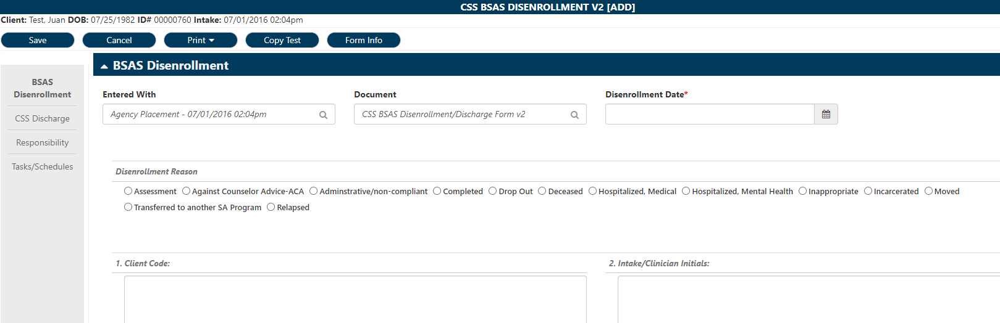 CSS BSAS DISENROLLMENT V2 [ADD]
Client: Test, Juan DOB: 07/25/1982 ID# 00000760 Intake: 07/01/2016 02:04pm
Save Cancel Print Copy Test Form Info
BSAS Disenrollment
CSS Discharge
Responsibility
Tasks/Schedules
BSAS Disenrollment
Entered With Document Disenrollment Date*
Agency Placement - 07/01/2016 02:04pm CSS BSAS Disenrollment/Discharge Form v2
Disenrollment Reason
Assessment Against Counselor Advice-ACA Adminstrative/non-compliant Completed Drop Out Deceased Hospitalized, Medical Hospitalized, Mental Health Inappropriate Incarcerated Moved
Transferred to another SA Program Relapsed
1. Client Code: 2. Intake/Clinician Initials: